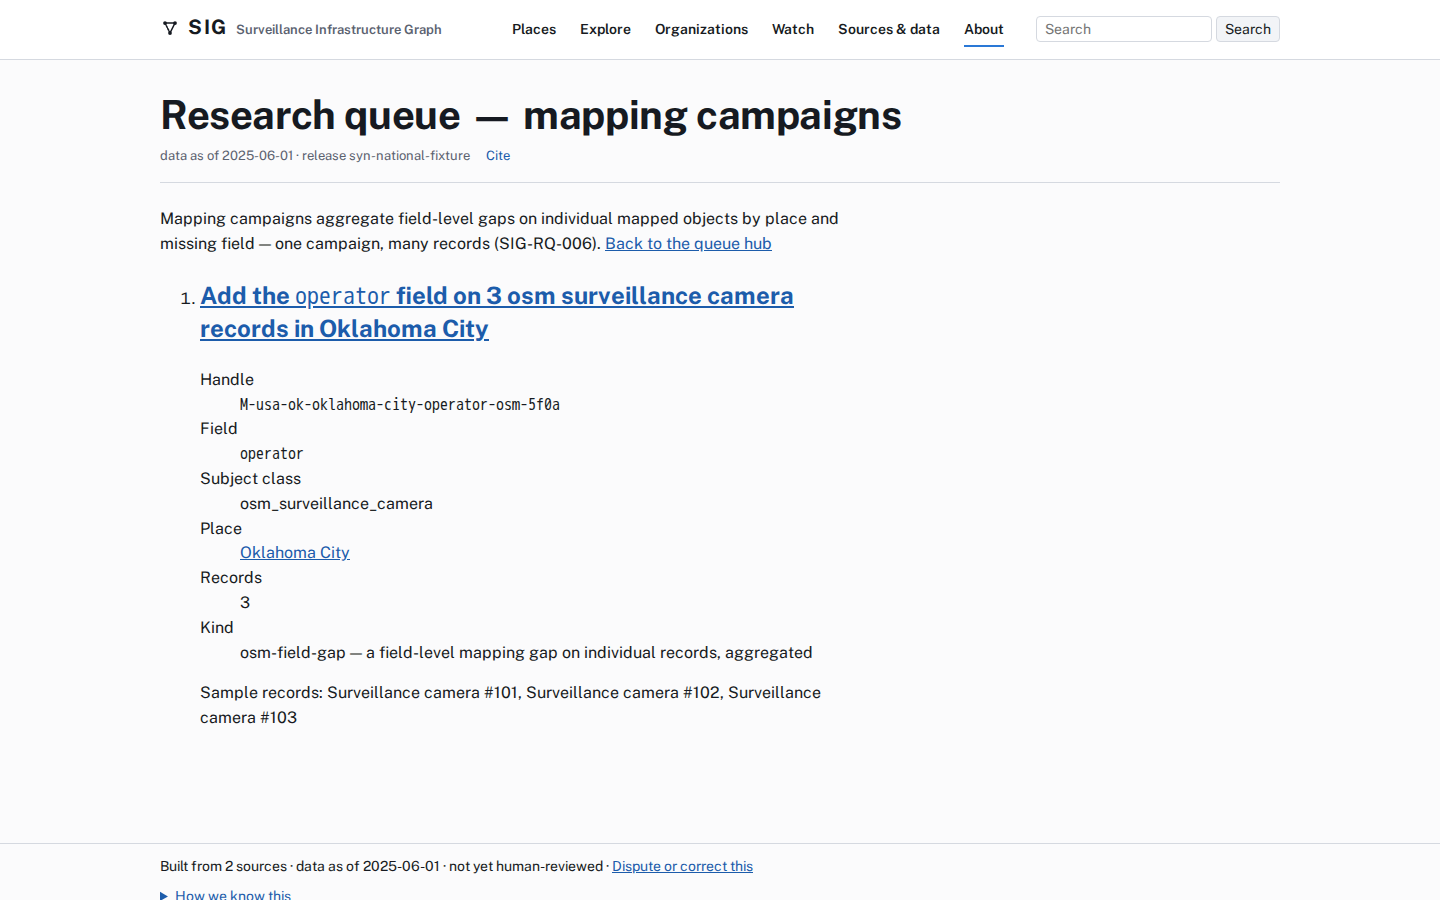 SIG Surveillance Infrastructure Graph Places Explore Organizations Watch Sources & data About Search Search
Research queue — mapping campaigns
data as of 2025-06-01 · release syn-national-fixture Cite
Mapping campaigns aggregate field-level gaps on individual mapped objects by place and
missing field — one campaign, many records (SIG-RQ-006). Back to the queue hub
1. Add the operator field on 3 osm surveillance camera
records in Oklahoma City
Handle
M-usa-ok-oklahoma-city-operator-osm-5f0a
Field
operator
Subject class
osm_surveillance_camera
Place
Oklahoma City
Records
3
Kind
osm-field-gap — a field-level mapping gap on individual records, aggregated
Sample records: Surveillance camera #101, Surveillance camera #102, Surveillance
camera #103
Built from 2 sources · data as of 2025-06-01 · not yet human-reviewed · Dispute or correct this
How we know this